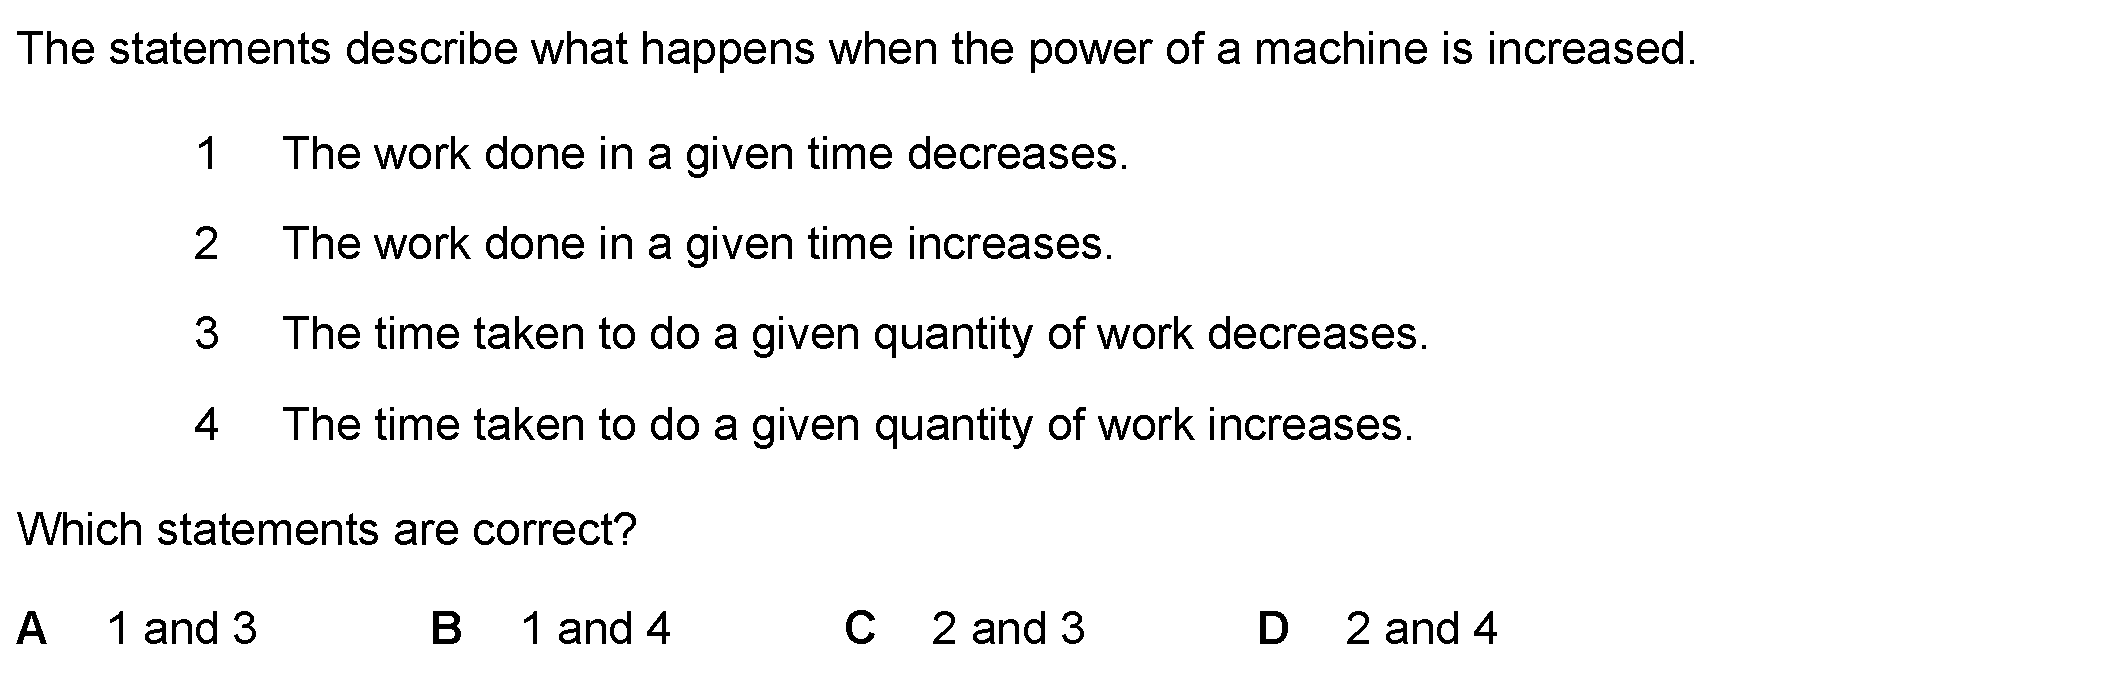 The statements describe what happens when the power of a machine is increased.
1 The work done in a given time decreases.
2 The work done in a given time increases.
3 The time taken to do a given quantity of work decreases.
4 The time taken to do a given quantity of work increases.
Which statements are correct?
A 1 and 3 B 1 and 4 C 2 and 3 D 2 and 4